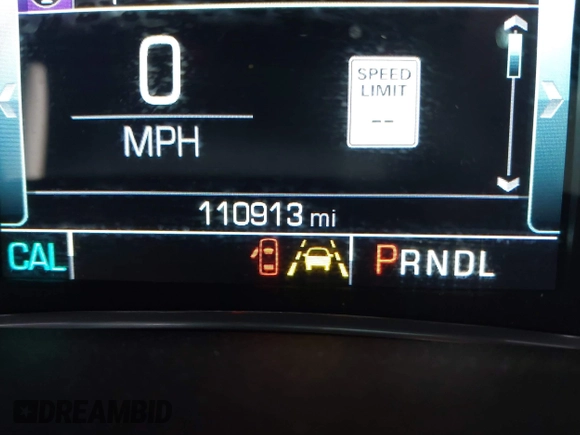 0
MPH
SPEED
LIMIT
--
110913 mi
CAL
PRNDL
DREAMBID